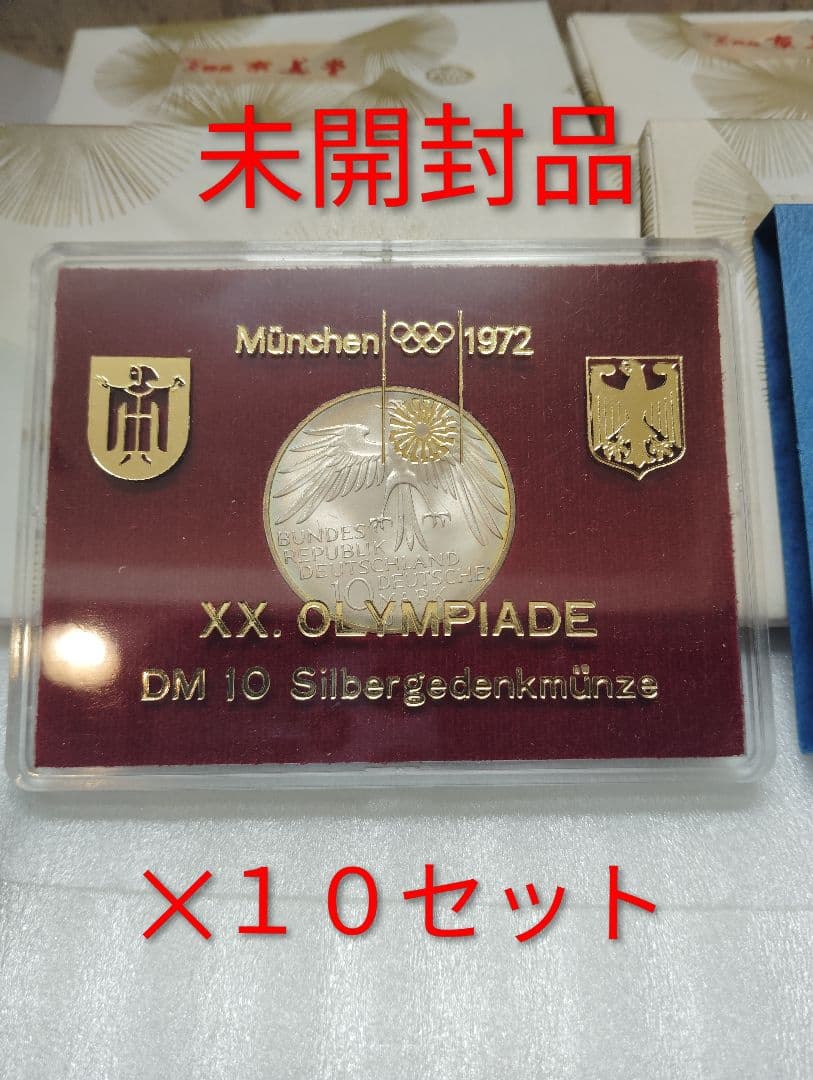 未開封品
München 1972
BUNDES
REPUBLIK
DEUTSCHLAND
10 DEUTSCHE
MARK
XX. OLYMPIADE
DM 10 Silbergedenkmünze
×10セット